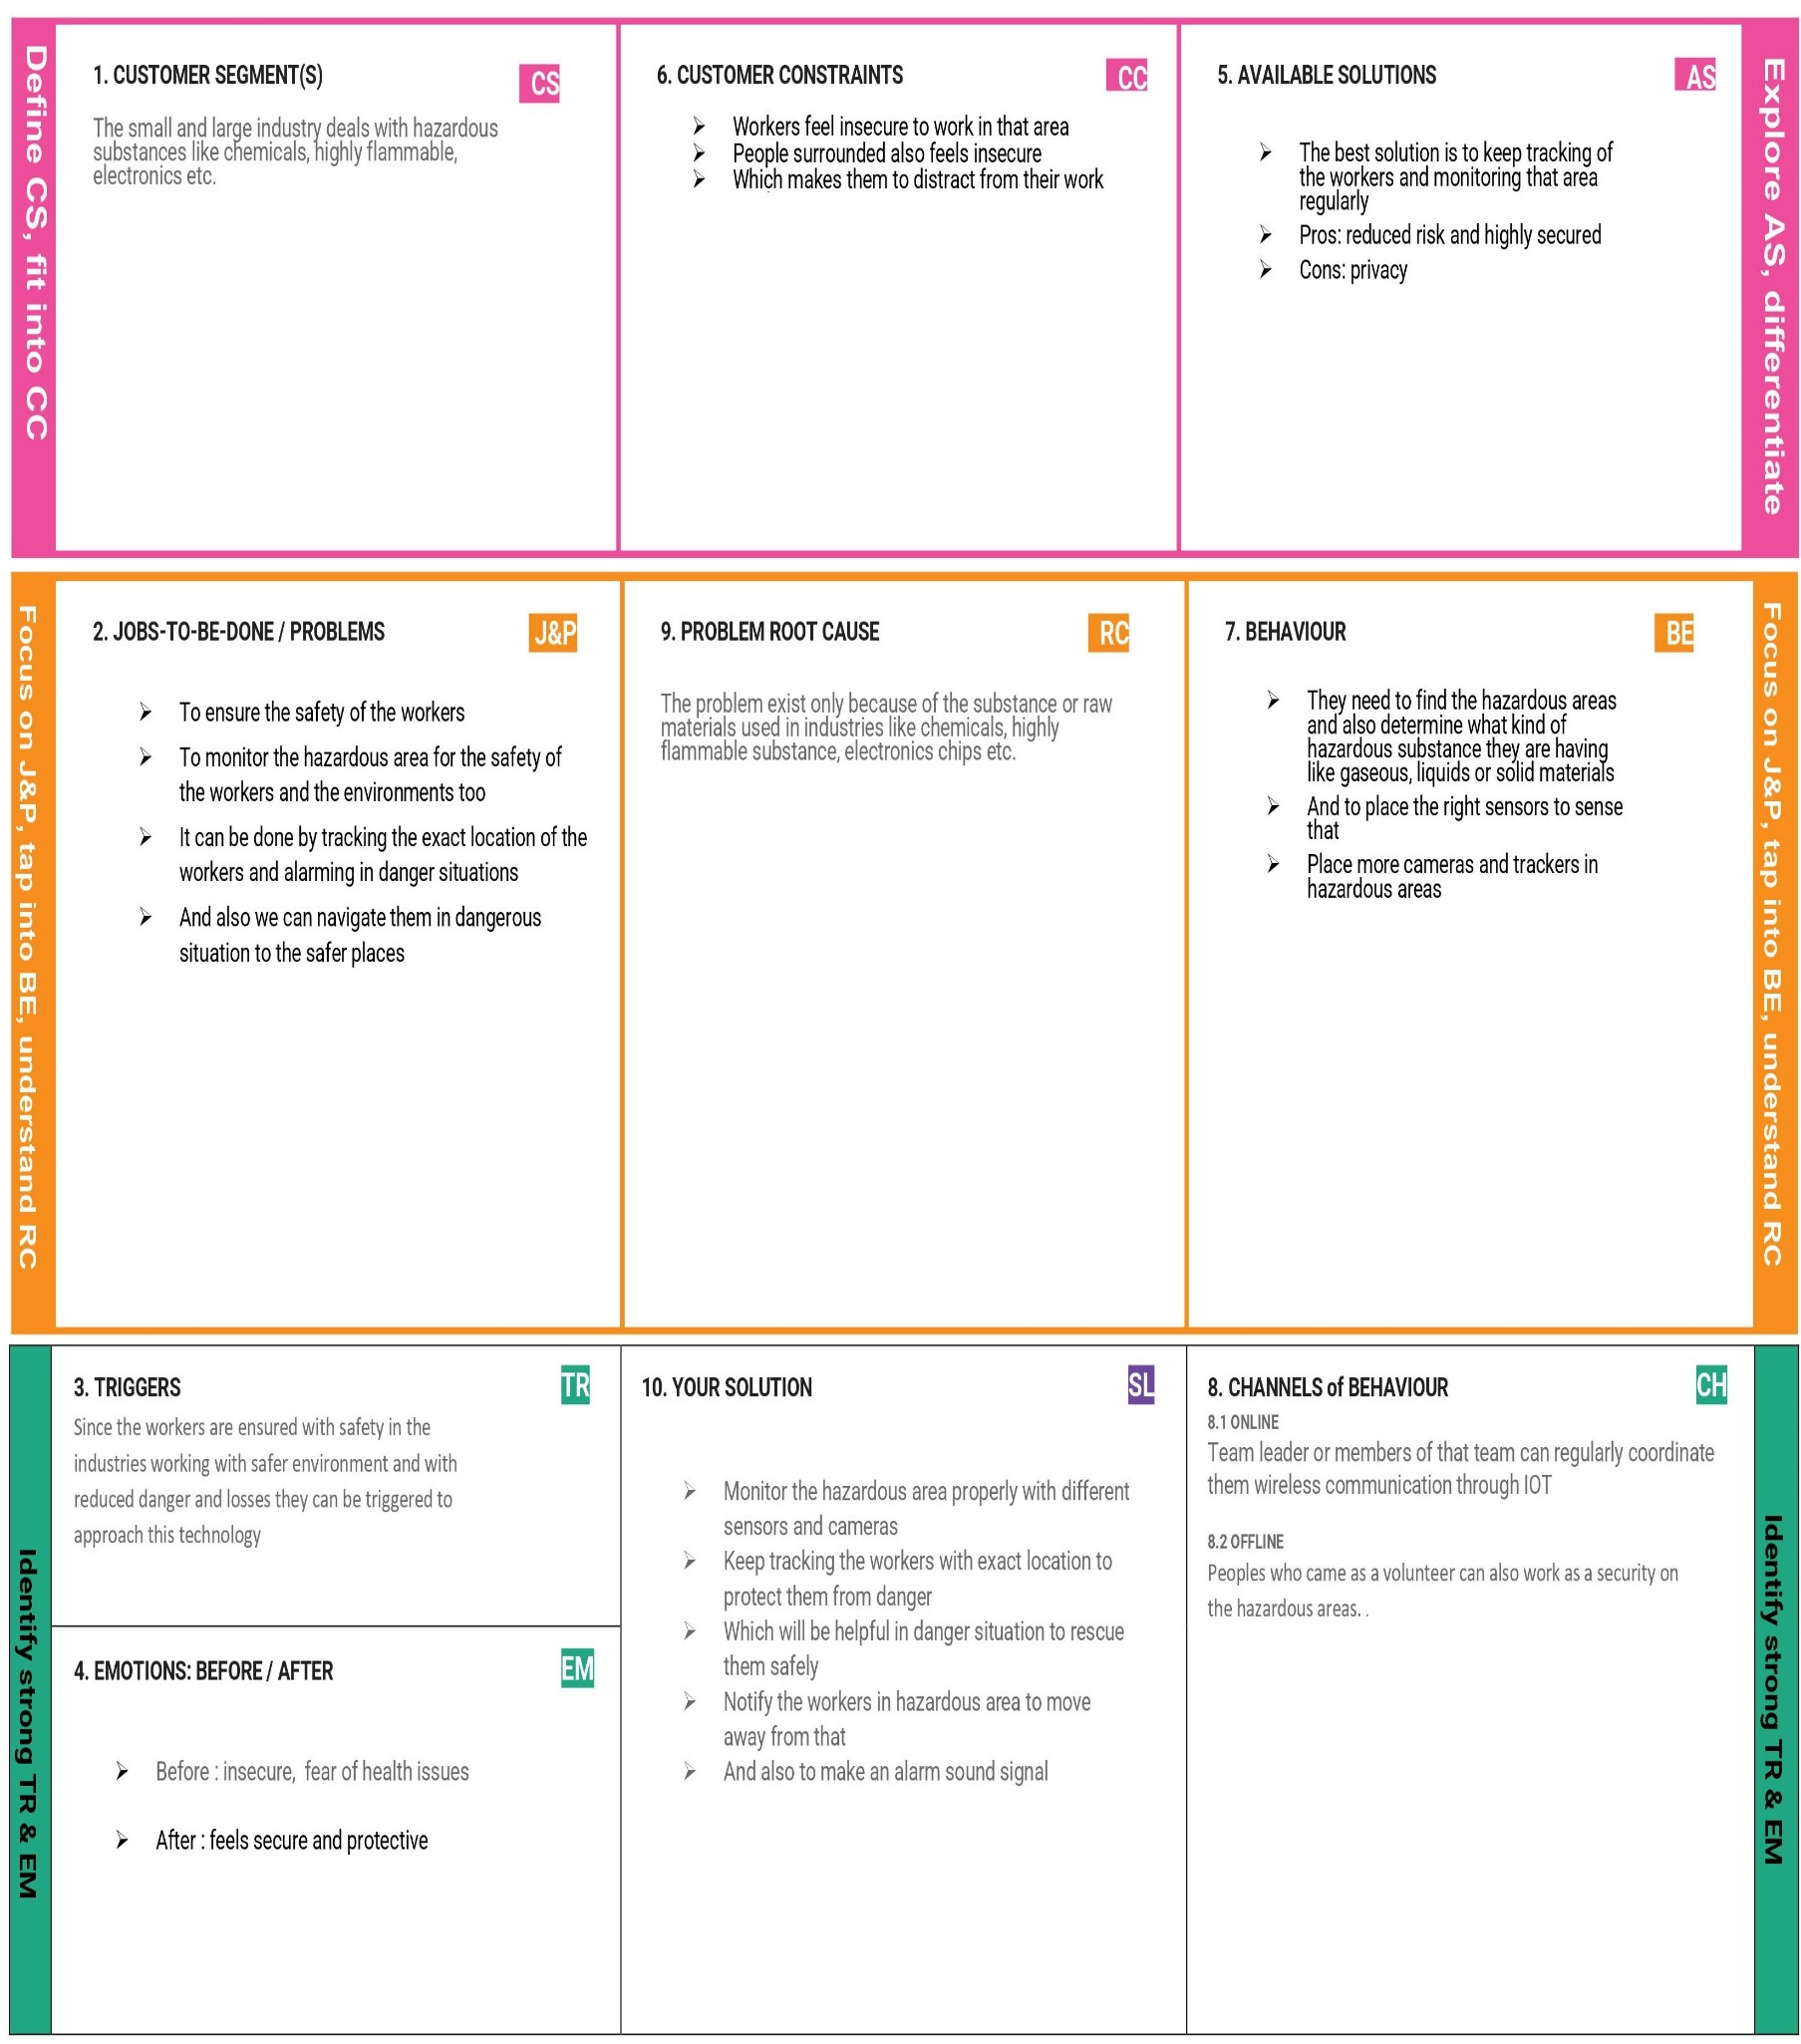 Define CS, fit into CC
1. CUSTOMER SEGMENT(S)
CS
The small and large industry deals with hazardous
substances like chemicals, highly flammable,
electronics etc.
6. CUSTOMER CONSTRAINTS
CC
Workers feel insecure to work in that area
People surrounded also feels insecure
Which makes them to distract from their work
5. AVAILABLE SOLUTIONS
AS
The best solution is to keep tracking of
the workers and monitoring that area
regularly
Pros: reduced risk and highly secured
Cons: privacy
Explore AS, differentiate
Focus on J&P, tap into BE, understand RC
2. JOBS-TO-BE-DONE / PROBLEMS
J&P
To ensure the safety of the workers
To monitor the hazardous area for the safety of
the workers and the environments too
It can be done by tracking the exact location of the
workers and alarming in danger situations
And also we can navigate them in dangerous
situation to the safer places
9. PROBLEM ROOT CAUSE
RC
The problem exist only because of the substance or raw
materials used in industries like chemicals, highly
flammable substance, electronics chips etc.
7. BEHAVIOUR
BE
They need to find the hazardous areas
and also determine what kind of
hazardous substance they are having
like gaseous, liquids or solid materials
And to place the right sensors to sense
that
Place more cameras and trackers in
hazardous areas
Focus on J&P, tap into BE, understand RC
Identify strong TR & EM
3. TRIGGERS
TR
Since the workers are ensured with safety in the
industries working with safer environment and with
reduced danger and losses they can be triggered to
approach this technology
4. EMOTIONS: BEFORE / AFTER
EM
Before : insecure, fear of health issues
After : feels secure and protective
10. YOUR SOLUTION
SL
Monitor the hazardous area properly with different
sensors and cameras
Keep tracking the workers with exact location to
protect them from danger
Which will be helpful in danger situation to rescue
them safely
Notify the workers in hazardous area to move
away from that
And also to make an alarm sound signal
8. CHANNELS of BEHAVIOUR
CH
8.1 ONLINE
Team leader or members of that team can regularly coordinate
them wireless communication through IOT
8.2 OFFLINE
Peoples who came as a volunteer can also work as a security on
the hazardous areas. .
Identify strong TR & EM